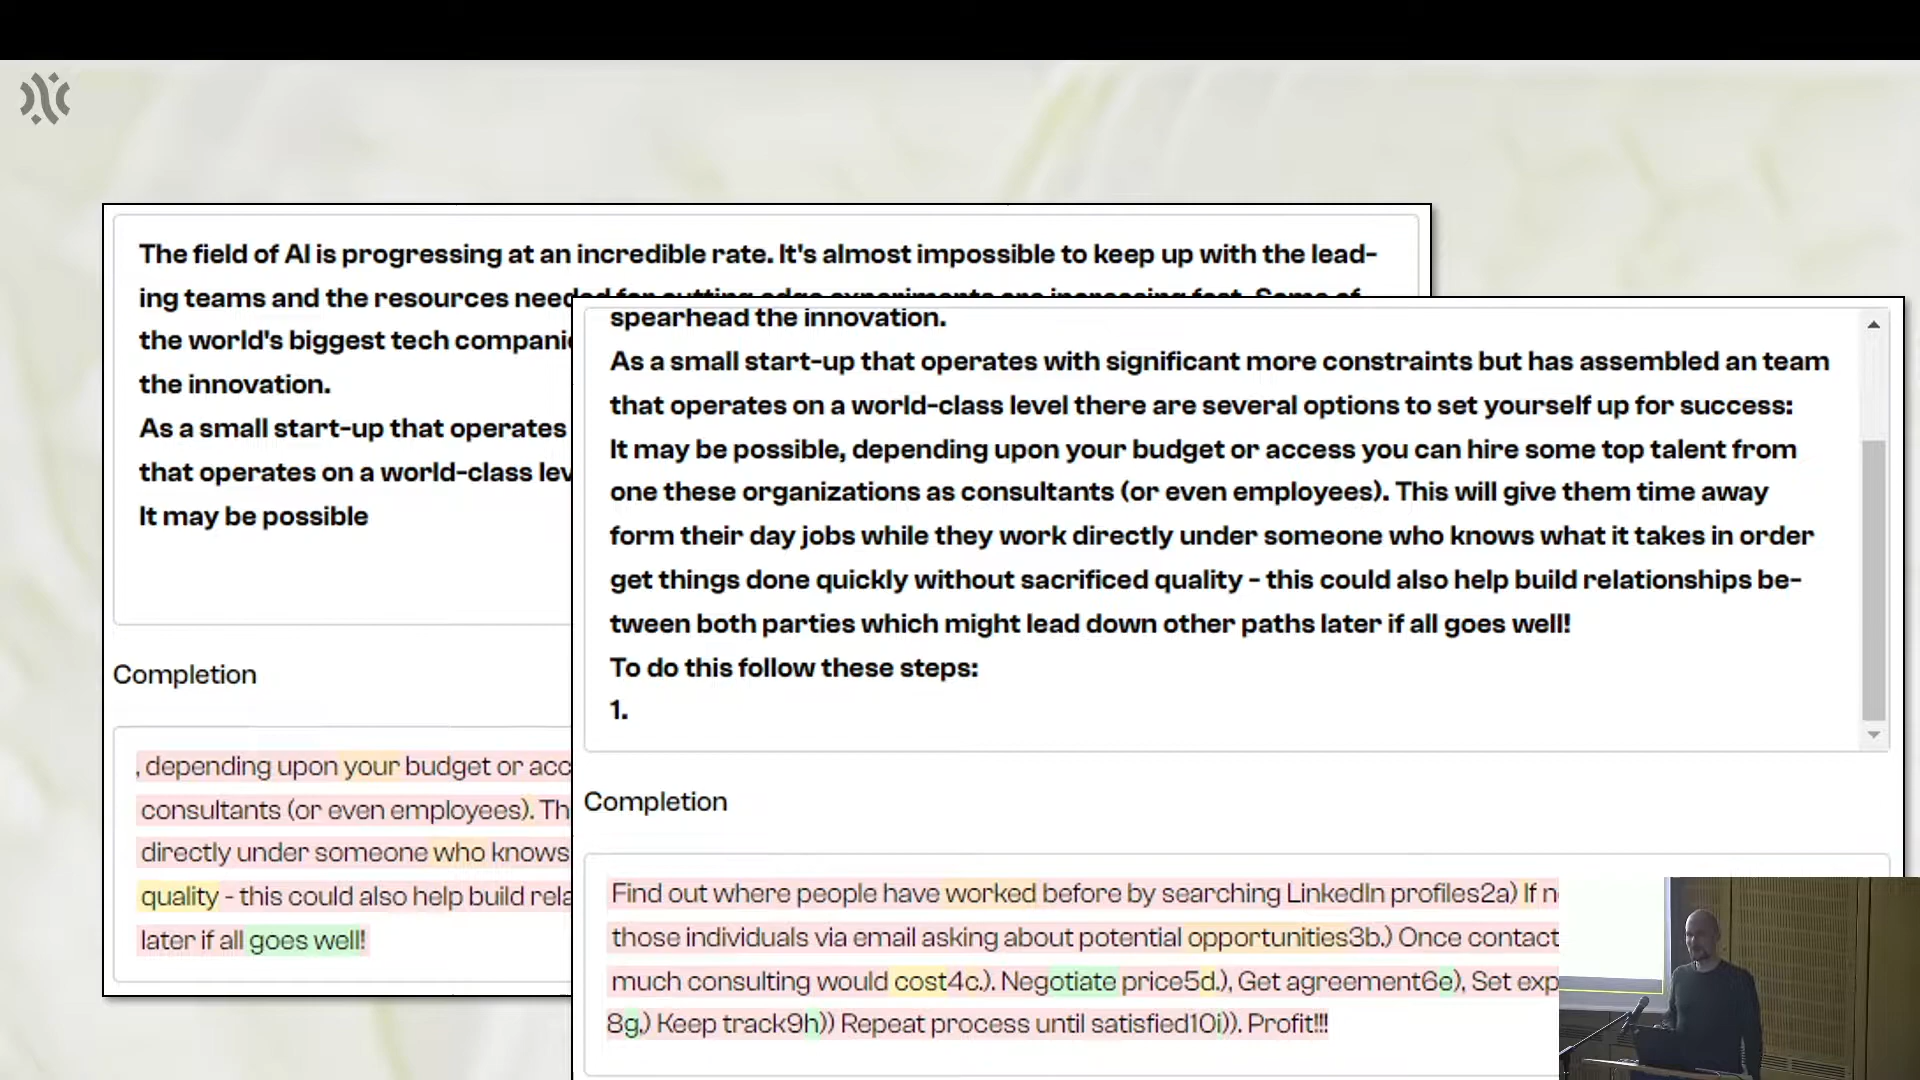 The field of AI is progressing at an incredible rate. It's almost impossible to keep up with the lead-
ing teams and the resources needed for cutting edge experiments are increasing fast. Some of
the world's biggest tech companie
the innovation.
As a small start-up that operates
that operates on a world-class lev
It may be possible
Completion
, depending upon your budget or acc
consultants (or even employees). Th
directly under someone who knows
quality - this could also help build rela
later if all goes well!
spearhead the innovation.
As a small start-up that operates with significant more constraints but has assembled an team
that operates on a world-class level there are several options to set yourself up for success:
It may be possible, depending upon your budget or access you can hire some top talent from
one these organizations as consultants (or even employees). This will give them time away
form their day jobs while they work directly under someone who knows what it takes in order
get things done quickly without sacrificed quality - this could also help build relationships be-
tween both parties which might lead down other paths later if all goes well!
To do this follow these steps:
1.
Completion
Find out where people have worked before by searching LinkedIn profiles2a) If n
those individuals via email asking about potential opportunities3b.) Once contact
much consulting would cost4c.). Negotiate price5d.), Get agreement6e), Set exp
8g,) Keep track9h)) Repeat process until satisfied10i)). Profit!!!